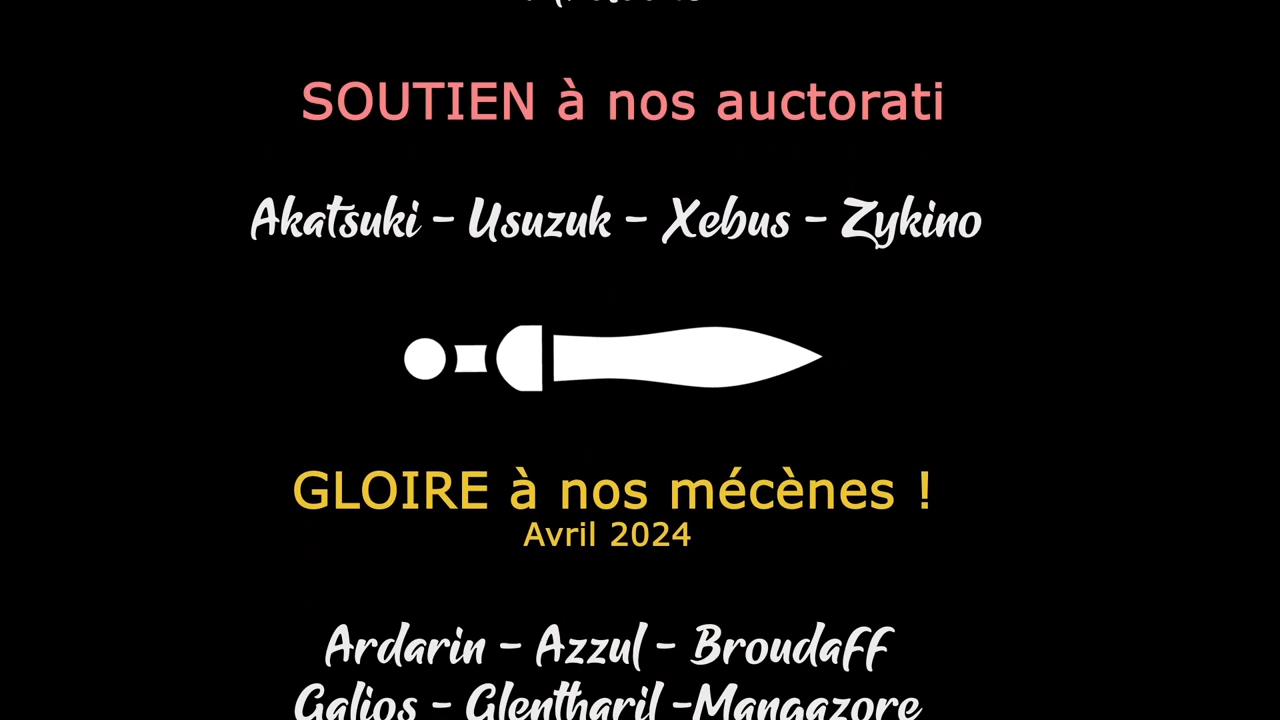 SOUTIEN à nos auctorati
Akatsuki - Usuzuk - Xebus - Zykino
GLOIRE à nos mécènes !
Avril 2024
Ardarin - Azzul - Broudaff
Galios - Glentharil -Mangazore